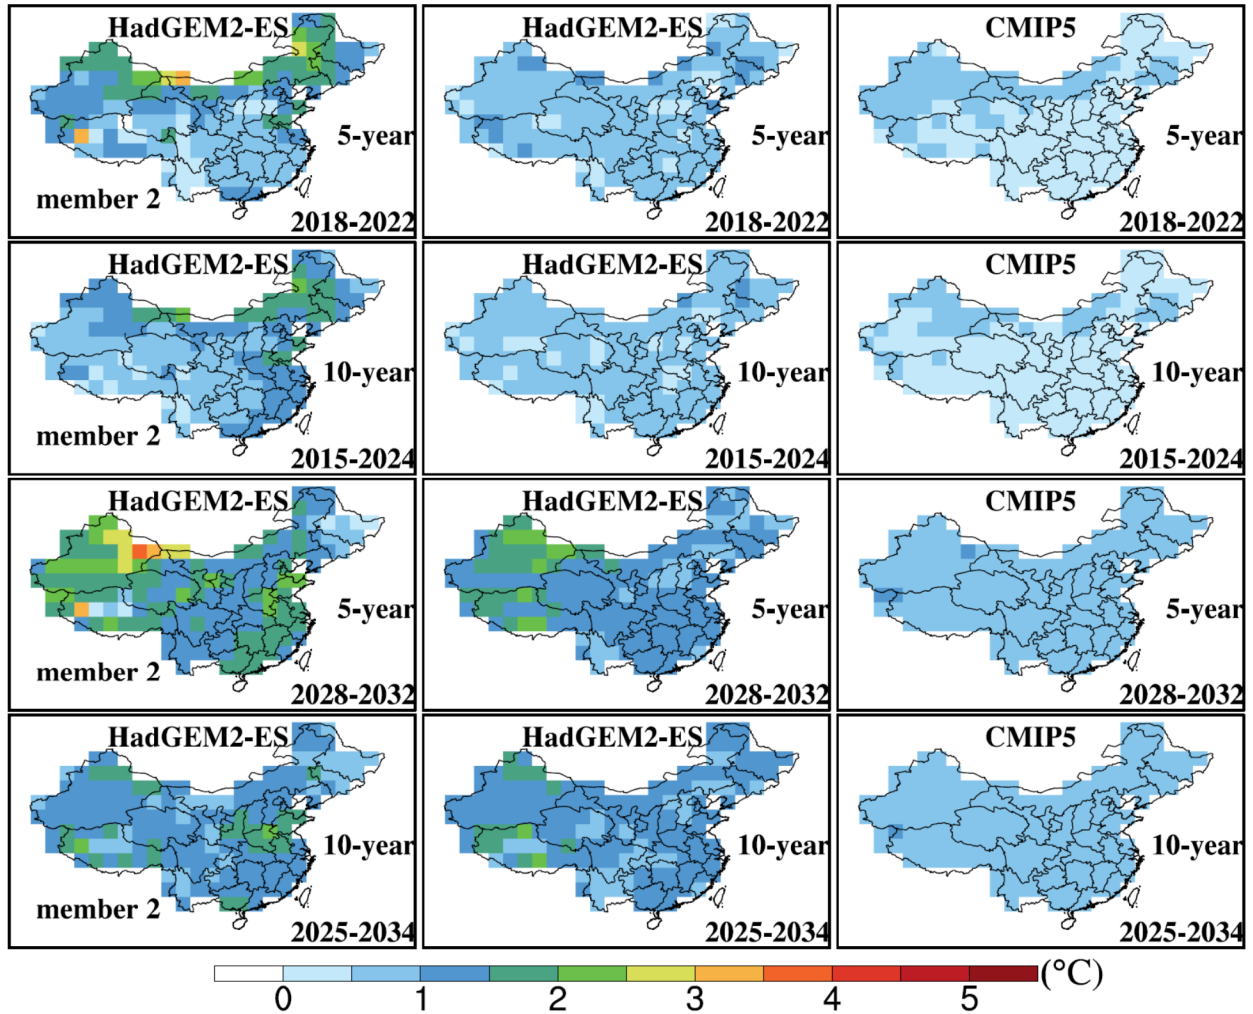 HadGEM2-ES
5-year
member 2
2018-2022
HadGEM2-ES
5-year
2018-2022
CMIP5
5-year
2018-2022
HadGEM2-ES
10-year
member 2
2015-2024
HadGEM2-ES
10-year
2015-2024
CMIP5
10-year
2015-2024
HadGEM2-ES
5-year
member 2
2028-2032
HadGEM2-ES
5-year
2028-2032
CMIP5
5-year
2028-2032
HadGEM2-ES
10-year
member 2
2025-2034
HadGEM2-ES
10-year
2025-2034
CMIP5
10-year
2025-2034
(°C)
0 1 2 3 4 5